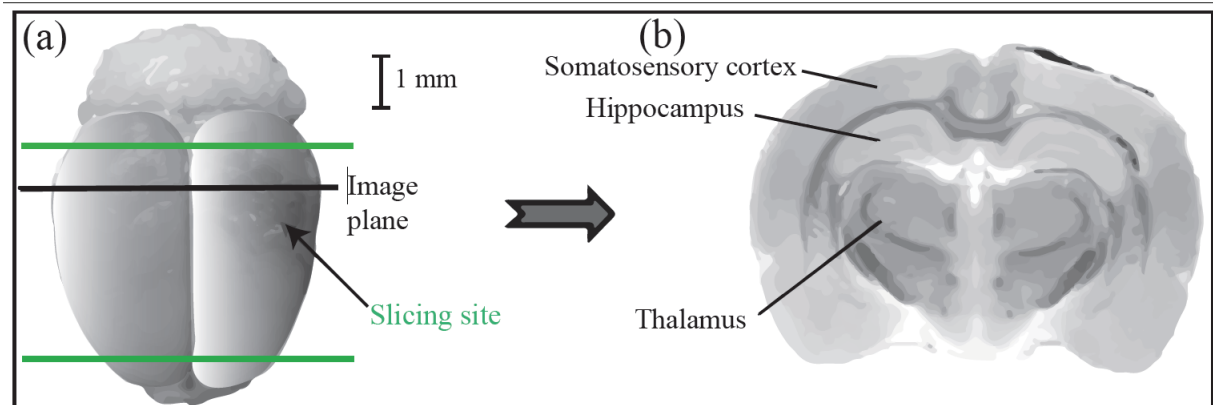 (a)
1 mm
Image
plane
Slicing site
(b)
Somatosensory cortex
Hippocampus
Thalamus